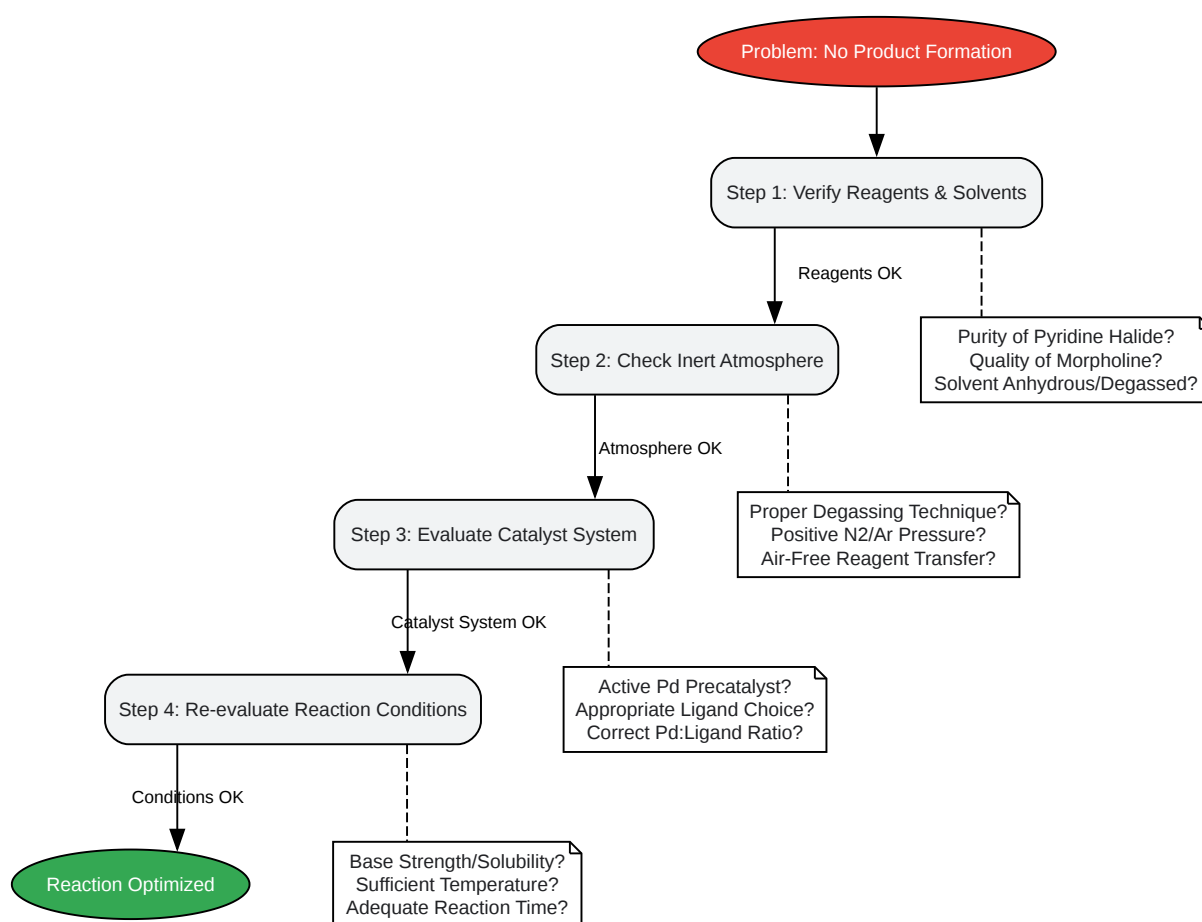 Problem: No Product Formation
Step 1: Verify Reagents & Solvents
Reagents OK
Purity of Pyridine Halide?
Quality of Morpholine?
Solvent Anhydrous/Degassed?
Step 2: Check Inert Atmosphere
Atmosphere OK
Proper Degassing Technique?
Positive N2/Ar Pressure?
Air-Free Reagent Transfer?
Step 3: Evaluate Catalyst System
Catalyst System OK
Active Pd Precatalyst?
Appropriate Ligand Choice?
Correct Pd:Ligand Ratio?
Step 4: Re-evaluate Reaction Conditions
Conditions OK
Base Strength/Solubility?
Sufficient Temperature?
Adequate Reaction Time?
Reaction Optimized